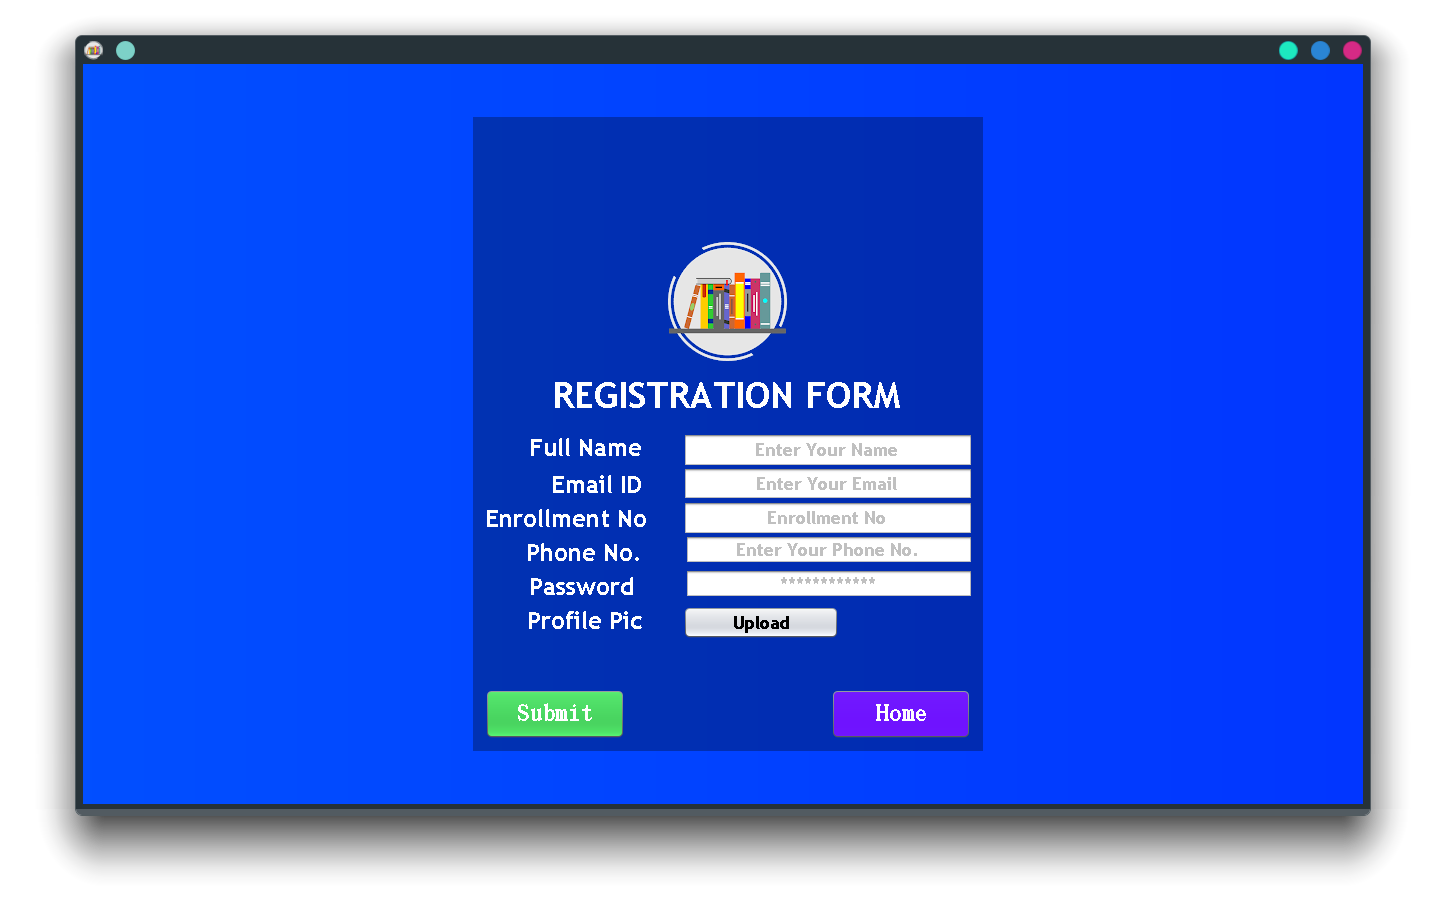 REGISTRATION FORM
Full Name Enter Your Name
Email ID Enter Your Email
Enrollment No Enrollment No
Phone No. Enter Your Phone No.
Password ************
Profile Pic Upload
Submit Home